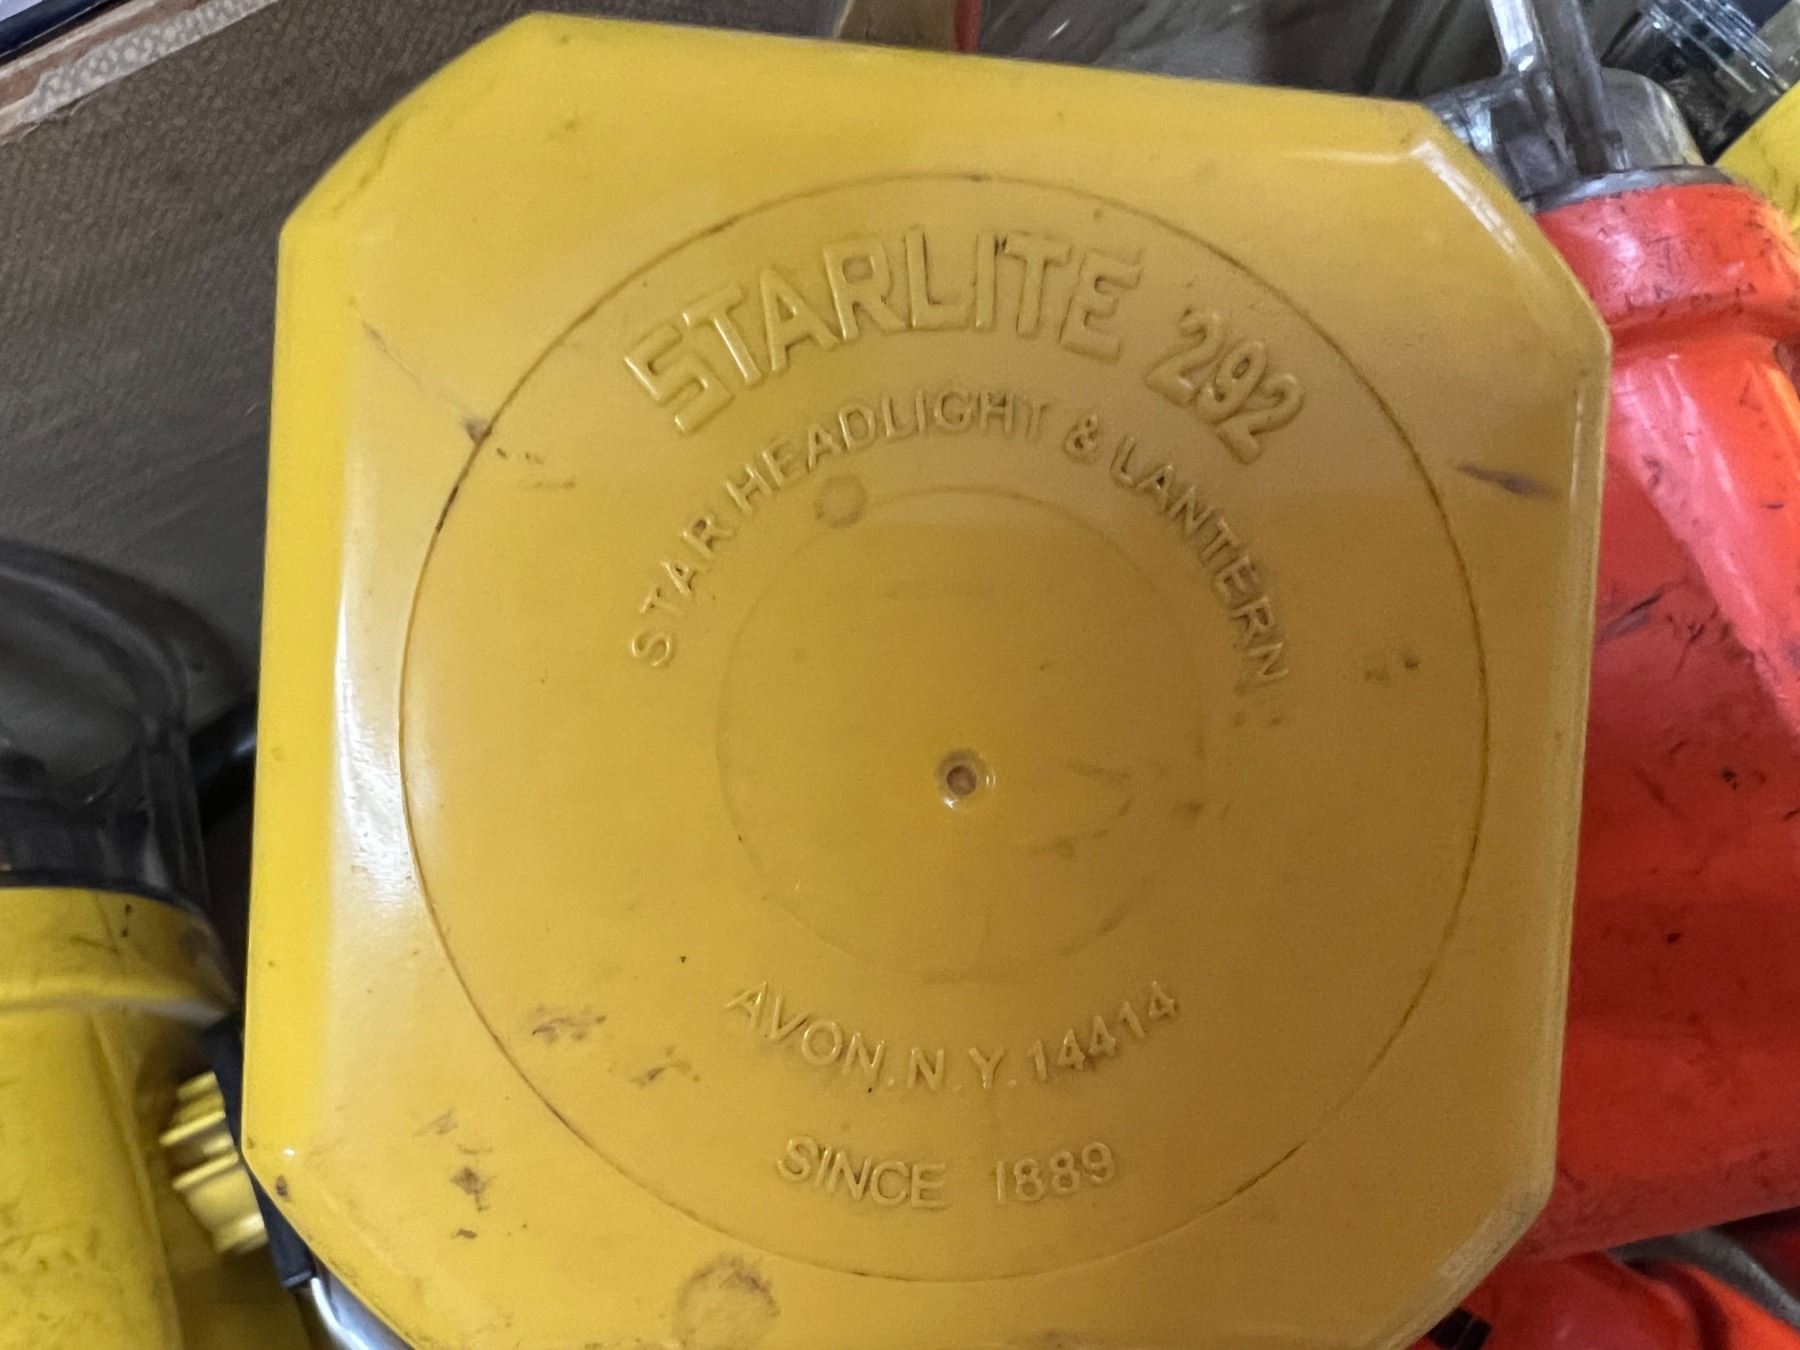 STARLITE 292
STAR HEADLIGHT & LANTERN
AVON. N. Y. 14414
SINCE 1889